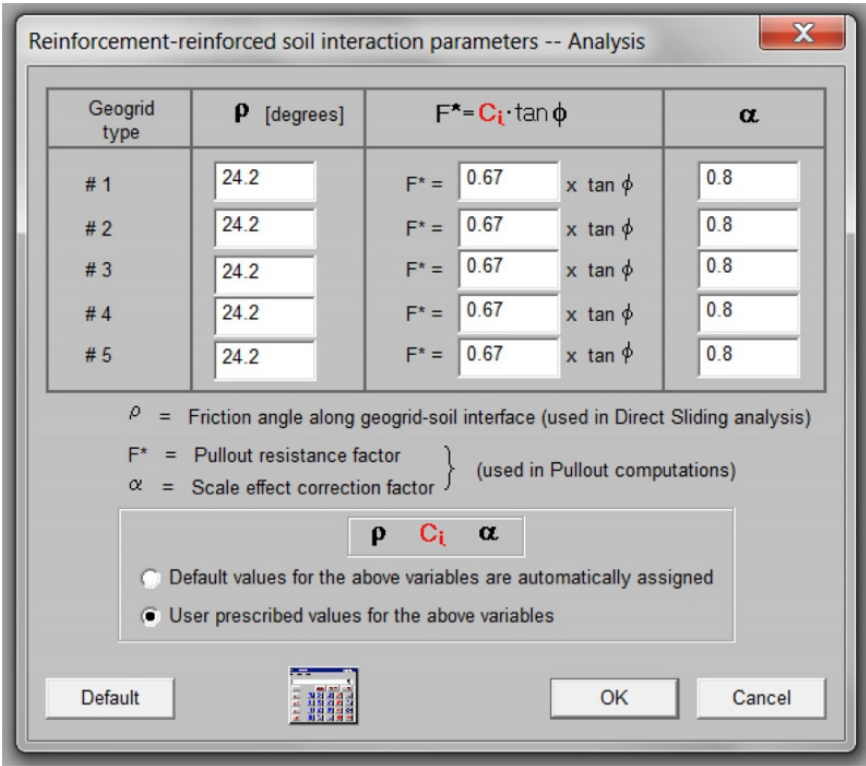 Reinforcement-reinforced soil interaction parameters -- Analysis
X
Geogrid type
ρ [degrees]
F*=Ci·tan ϕ
α
# 1 24.2 F* = 0.67 x tan ϕ 0.8
# 2 24.2 F* = 0.67 x tan ϕ 0.8
# 3 24.2 F* = 0.67 x tan ϕ 0.8
# 4 24.2 F* = 0.67 x tan ϕ 0.8
# 5 24.2 F* = 0.67 x tan ϕ 0.8
ρ = Friction angle along geogrid-soil interface (used in Direct Sliding analysis)
F* = Pullout resistance factor
α = Scale effect correction factor
} (used in Pullout computations)
ρ Ci α
Default values for the above variables are automatically assigned
User prescribed values for the above variables
Default
OK
Cancel